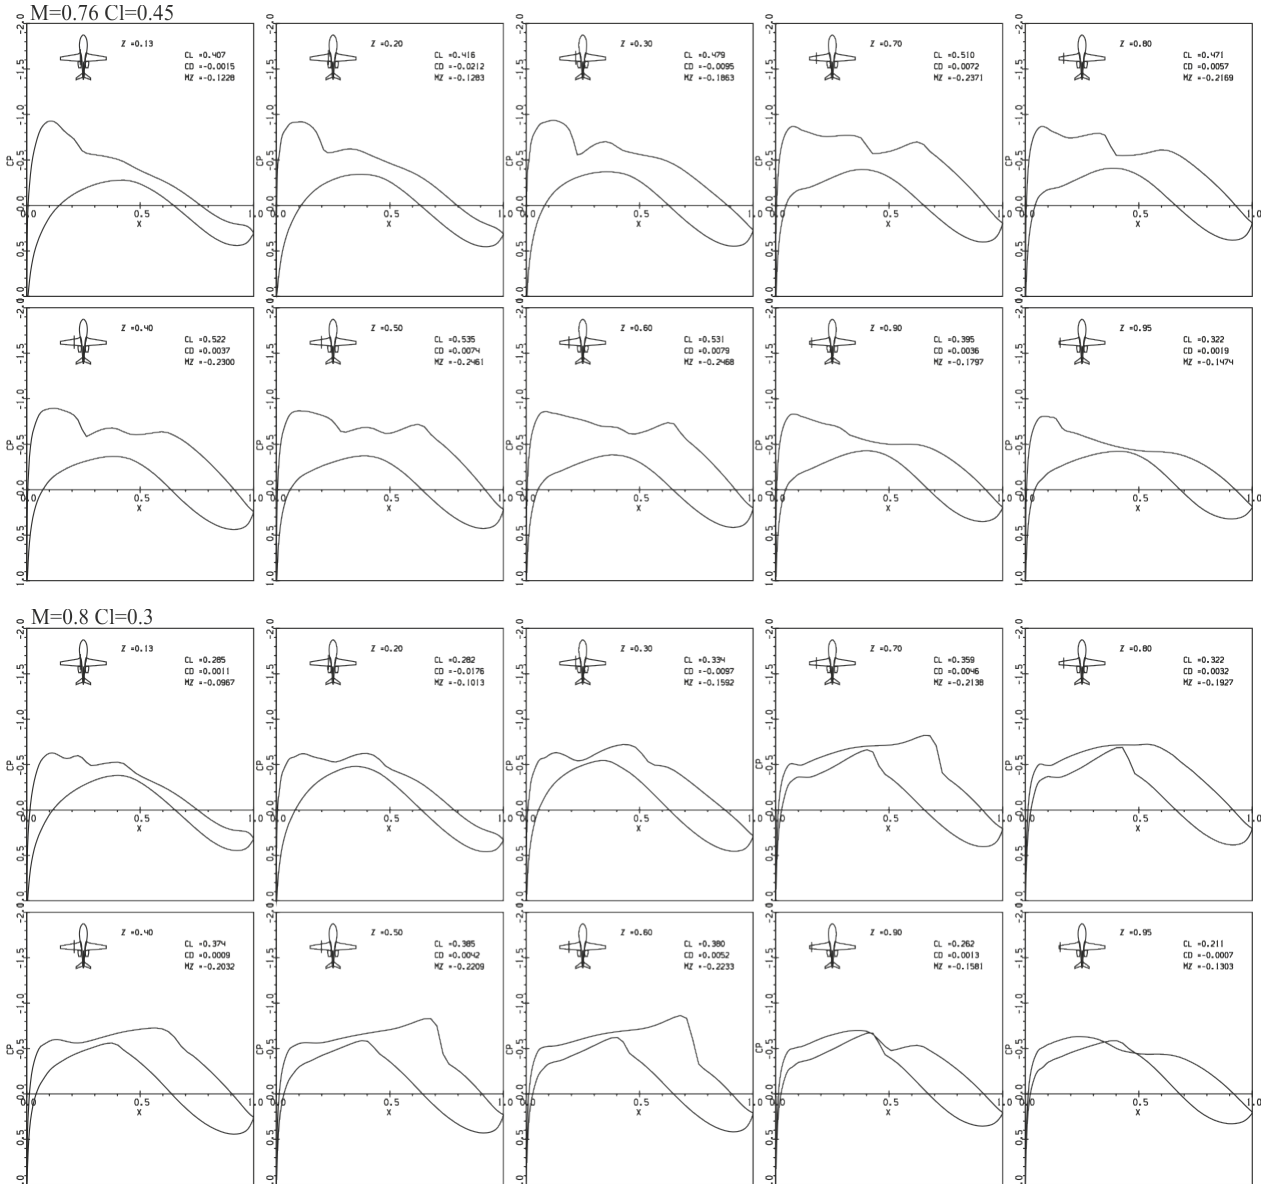 M=0.76 Cl=0.45
Z =0.13
CL =0.407
CD =-0.0015
MZ =-0.1228
Z =0.20
CL =0.416
CD =-0.0212
MZ =-0.1283
Z =0.30
CL =0.479
CD =-0.0095
MZ =-0.1863
Z =0.70
CL =0.510
CD =0.0072
MZ =-0.2371
Z =0.80
CL =0.471
CD =0.0057
MZ =-0.2169
Z =0.40
CL =0.522
CD =0.0037
MZ =-0.2300
Z =0.50
CL =0.535
CD =0.0074
MZ =-0.2461
Z =0.60
CL =0.531
CD =0.0079
MZ =-0.2468
Z =0.90
CL =0.395
CD =0.0036
MZ =-0.1797
Z =0.95
CL =0.322
CD =0.0019
MZ =-0.1474
M=0.8 Cl=0.3
Z =0.13
CL =0.285
CD =0.0011
MZ =-0.0967
Z =0.20
CL =0.282
CD =-0.0176
MZ =-0.1013
Z =0.30
CL =0.334
CD =-0.0097
MZ =-0.1592
Z =0.70
CL =0.359
CD =0.0046
MZ =-0.2138
Z =0.80
CL =0.322
CD =0.0032
MZ =-0.1927
Z =0.40
CL =0.374
CD =0.0009
MZ =-0.2032
Z =0.50
CL =0.385
CD =0.0042
MZ =-0.2209
Z =0.60
CL =0.380
CD =0.0052
MZ =-0.2233
Z =0.90
CL =0.262
CD =0.0013
MZ =-0.1581
Z =0.95
CL =0.211
CD =-0.0007
MZ =-0.1303